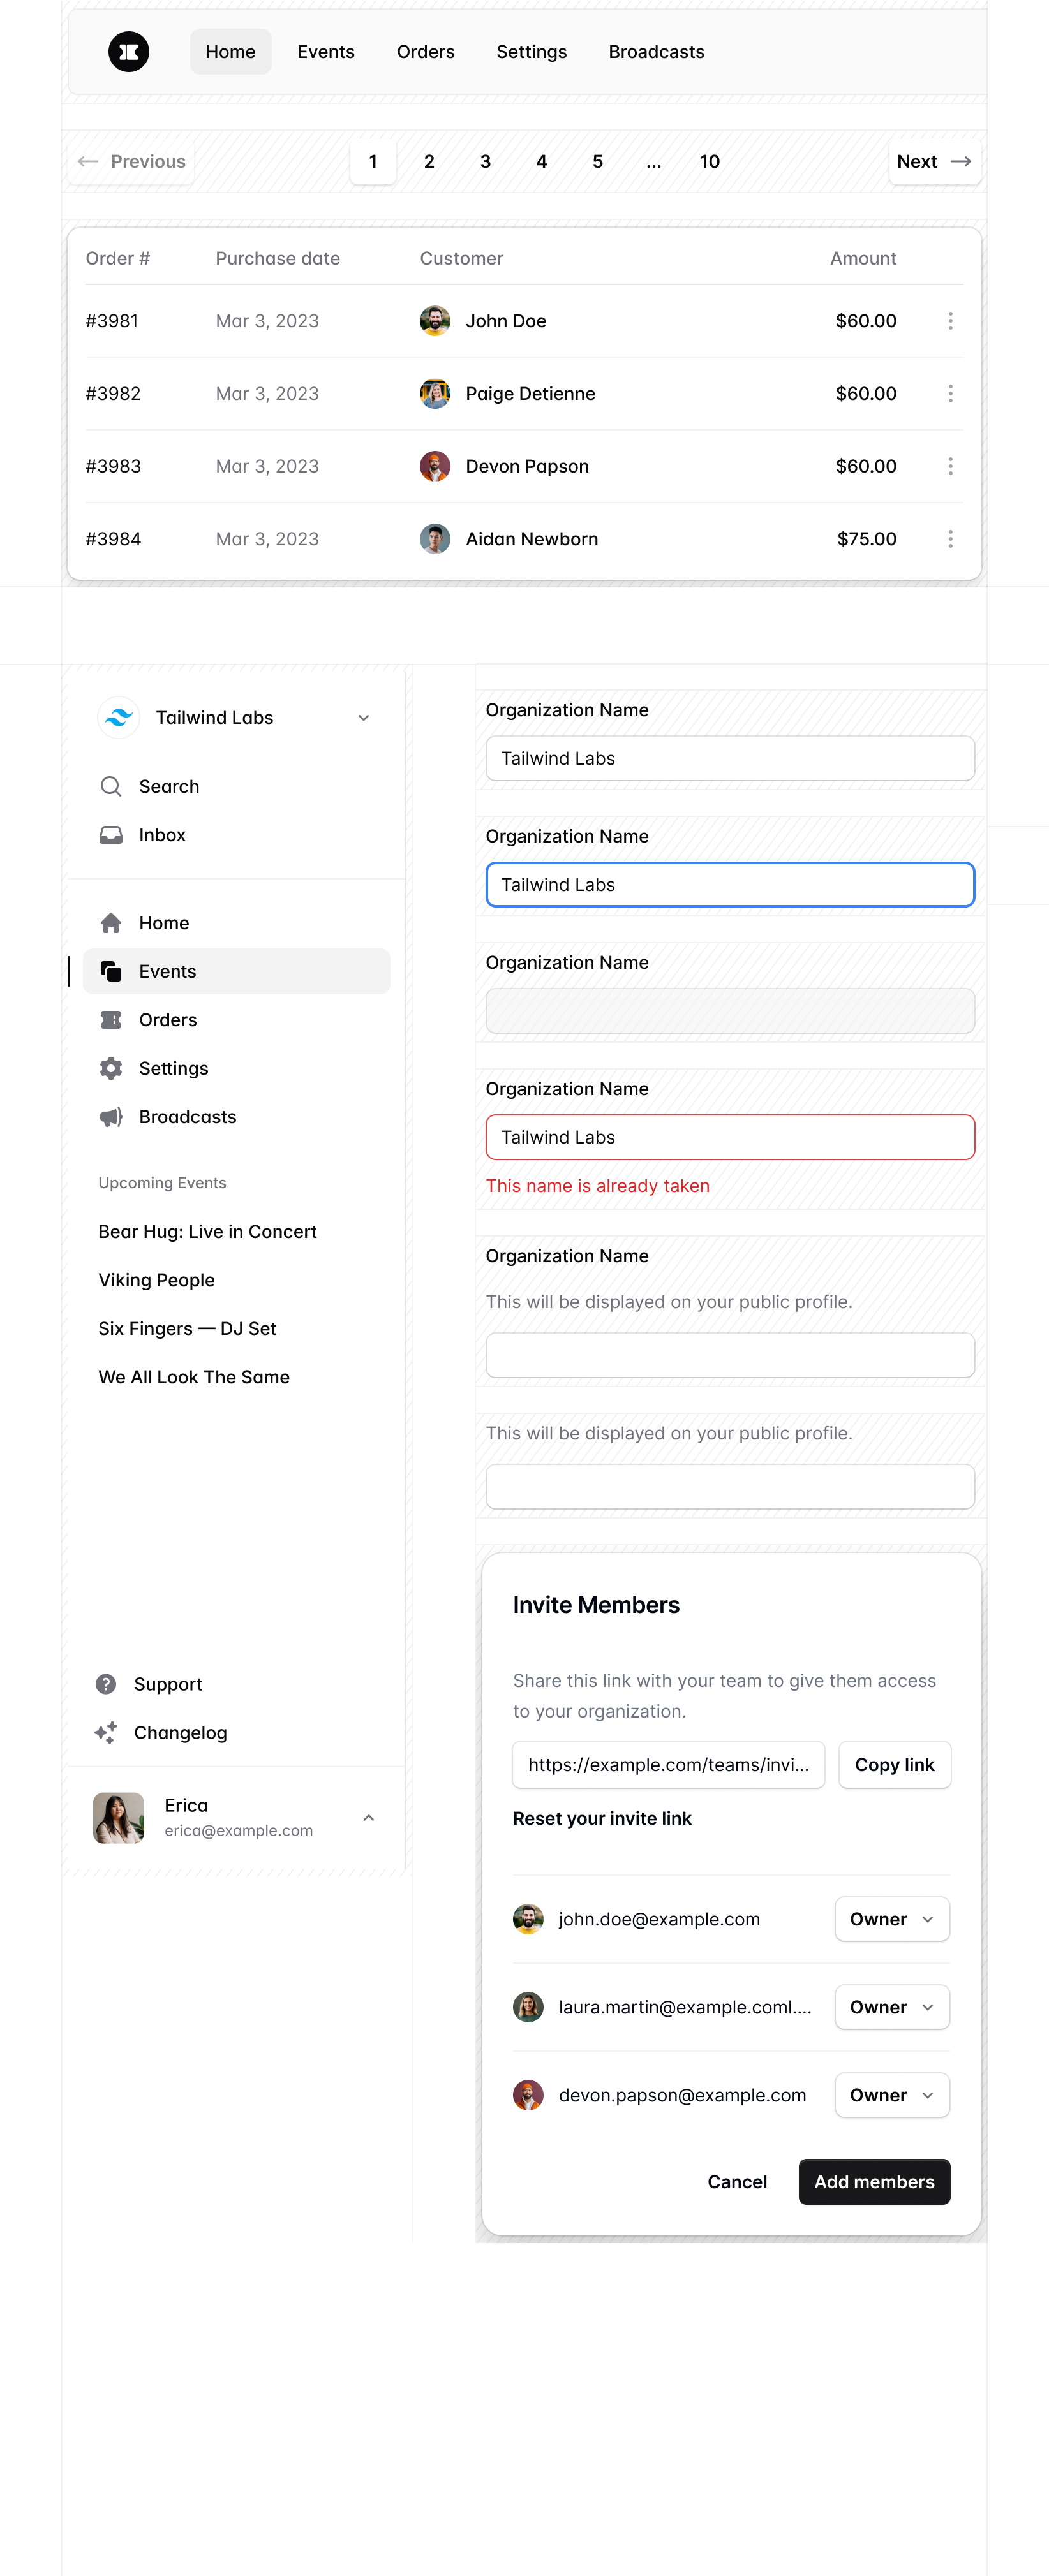 Home Events Orders Settings Broadcasts
Previous 1 2 3 4 5 ... 10 Next
Order # Purchase date Customer Amount
#3981 Mar 3, 2023 John Doe $60.00
#3982 Mar 3, 2023 Paige Detienne $60.00
#3983 Mar 3, 2023 Devon Papson $60.00
#3984 Mar 3, 2023 Aidan Newborn $75.00
Tailwind Labs
Search
Inbox
Home
Events
Orders
Settings
Broadcasts
Upcoming Events
Bear Hug: Live in Concert
Viking People
Six Fingers — DJ Set
We All Look The Same
Support
Changelog
Erica
erica@example.com
Organization Name
Tailwind Labs
Organization Name
Tailwind Labs
Organization Name
Organization Name
Tailwind Labs
This name is already taken
Organization Name
This will be displayed on your public profile.
This will be displayed on your public profile.
Invite Members
Share this link with your team to give them access
to your organization.
https://example.com/teams/invi... Copy link
Reset your invite link
john.doe@example.com Owner
laura.martin@example.coml.... Owner
devon.papson@example.com Owner
Cancel Add members